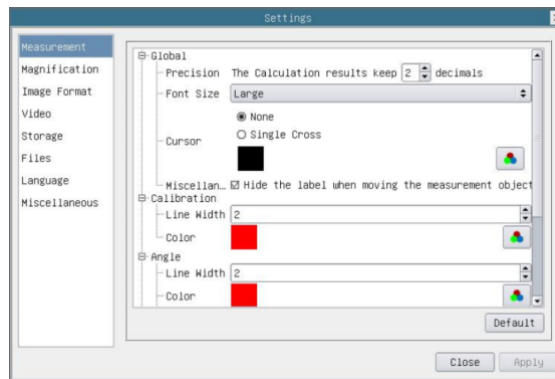 Settings
Measurement
Magnification
Image Format
Video
Storage
Files
Language
Miscellaneous
Global
Precision The Calculation results keep 2 decimals
Font Size Large
None
Single Cross
Cursor
Miscellan… Hide the label when moving the measurement object
Calibration
Line Width 2
Color
Angle
Line Width 2
Color
Default
Close Apply